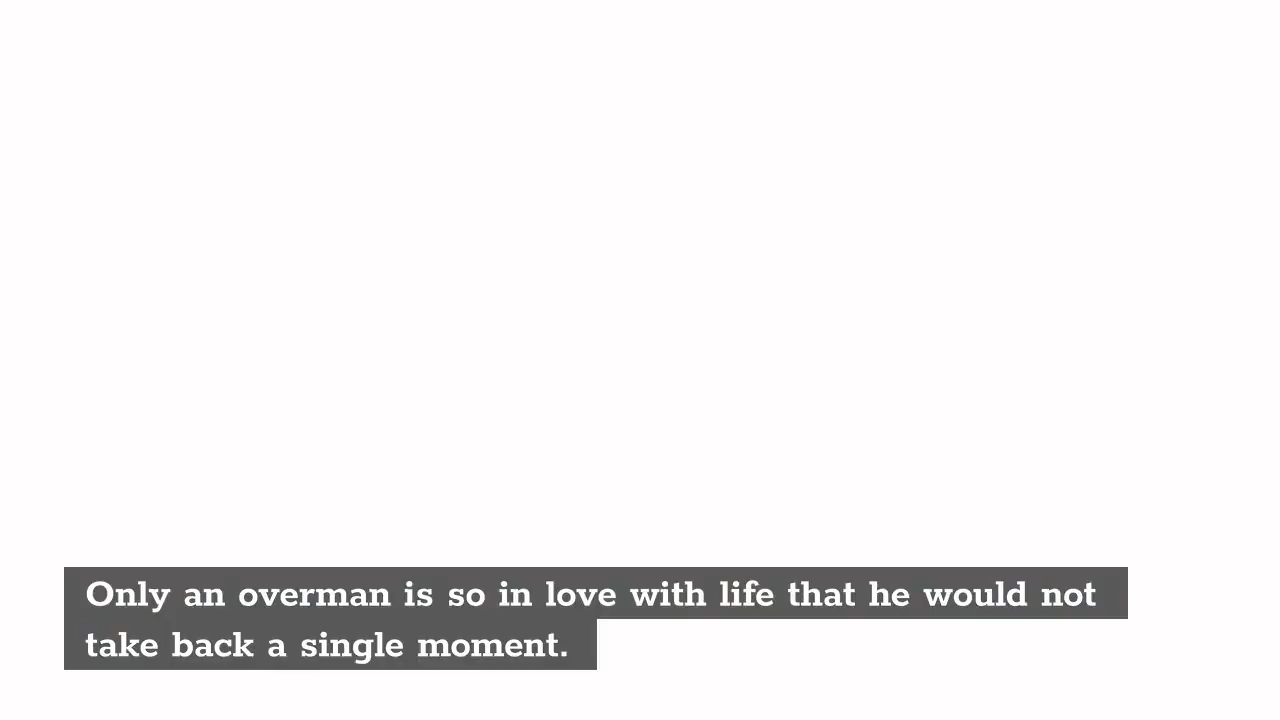 Only an overman is so in love with life that he would not
take back a single moment.